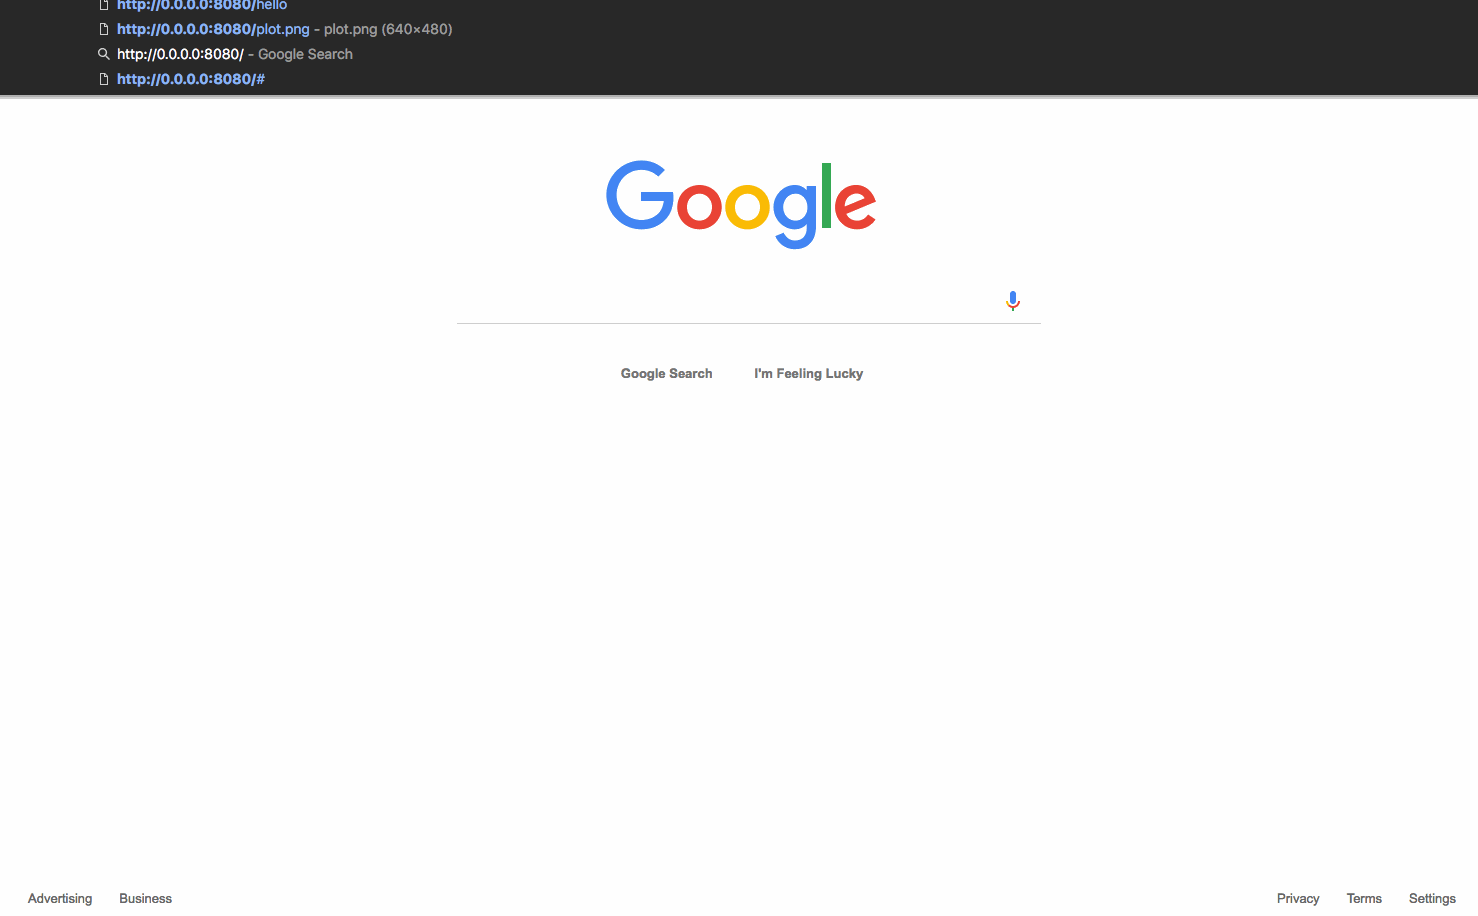 http://0.0.0.0:8080/hello
http://0.0.0.0:8080/plot.png - plot.png (640×480)
http://0.0.0.0:8080/ - Google Search
http://0.0.0.0:8080/#
Google
Google Search I'm Feeling Lucky
Advertising Business Privacy Terms Settings